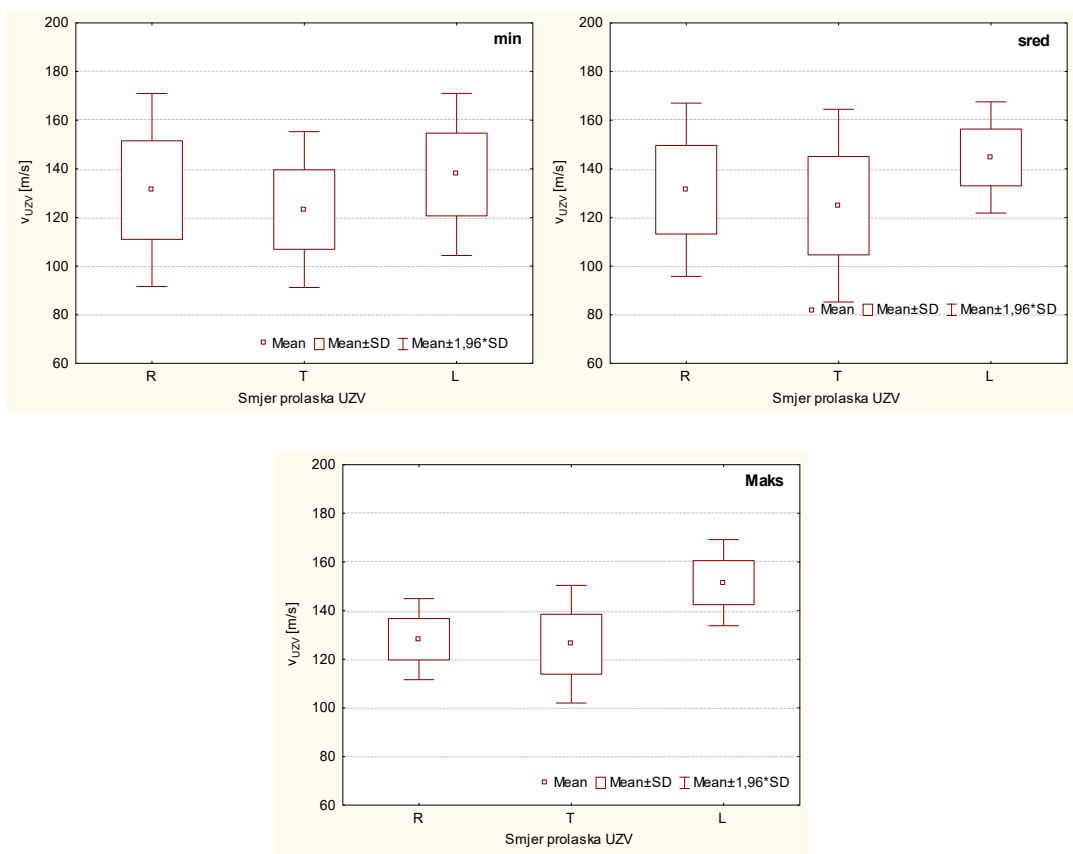 min
200
180
160
140
120
100
80
60
vUZV [m/s]
Mean Mean±SD Mean±1,96*SD
R T L
Smjer prolaska UZV
sred
200
180
160
140
120
100
80
60
vUZV [m/s]
Mean Mean±SD Mean±1,96*SD
R T L
Smjer prolaska UZV
Maks
200
180
160
140
120
100
80
60
vUZV [m/s]
Mean Mean±SD Mean±1,96*SD
R T L
Smjer prolaska UZV